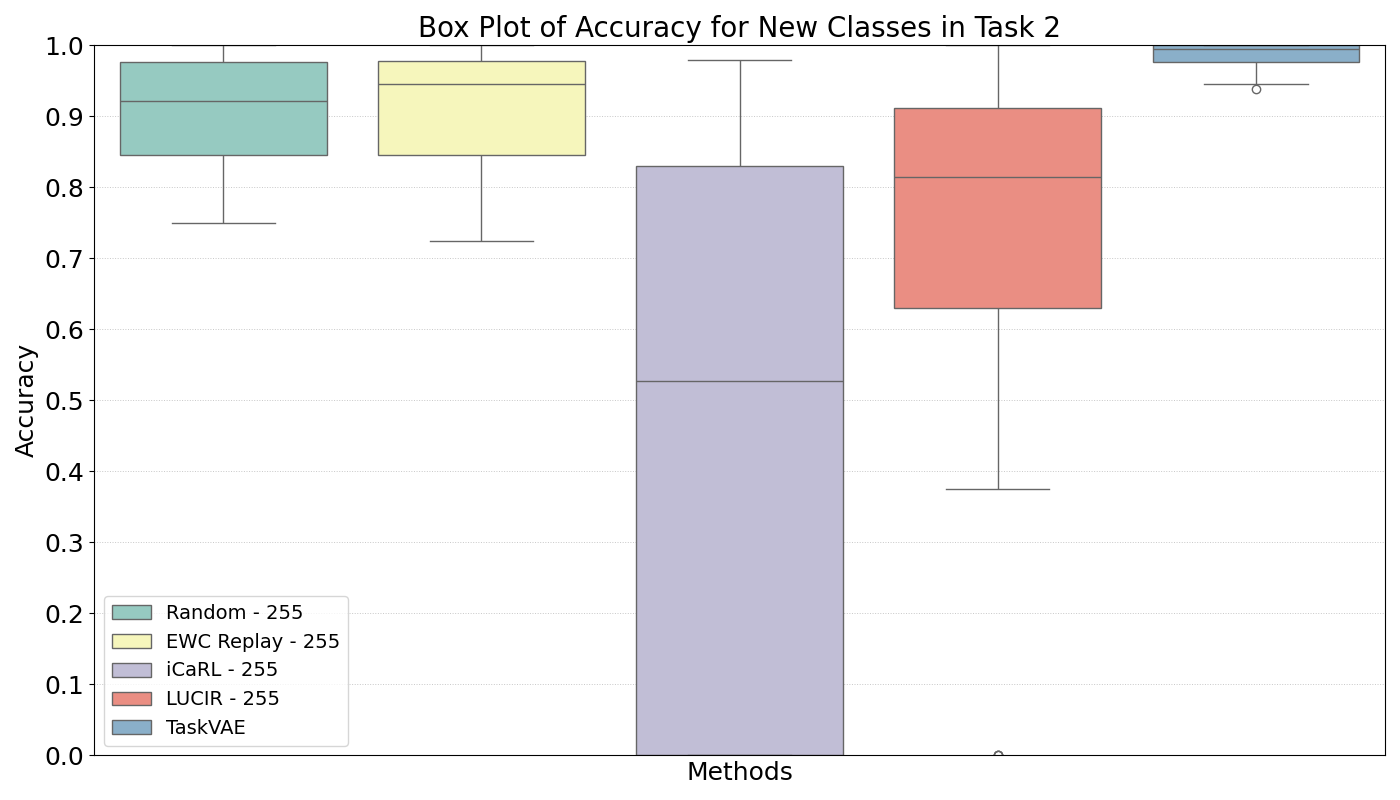 Box Plot of Accuracy for New Classes in Task 2
1.0
0.9
0.8
0.7
0.6
0.5
0.4
0.3
0.2
0.1
0.0
Accuracy
Random - 255
EWC Replay - 255
iCaRL - 255
LUCIR - 255
TaskVAE
Methods